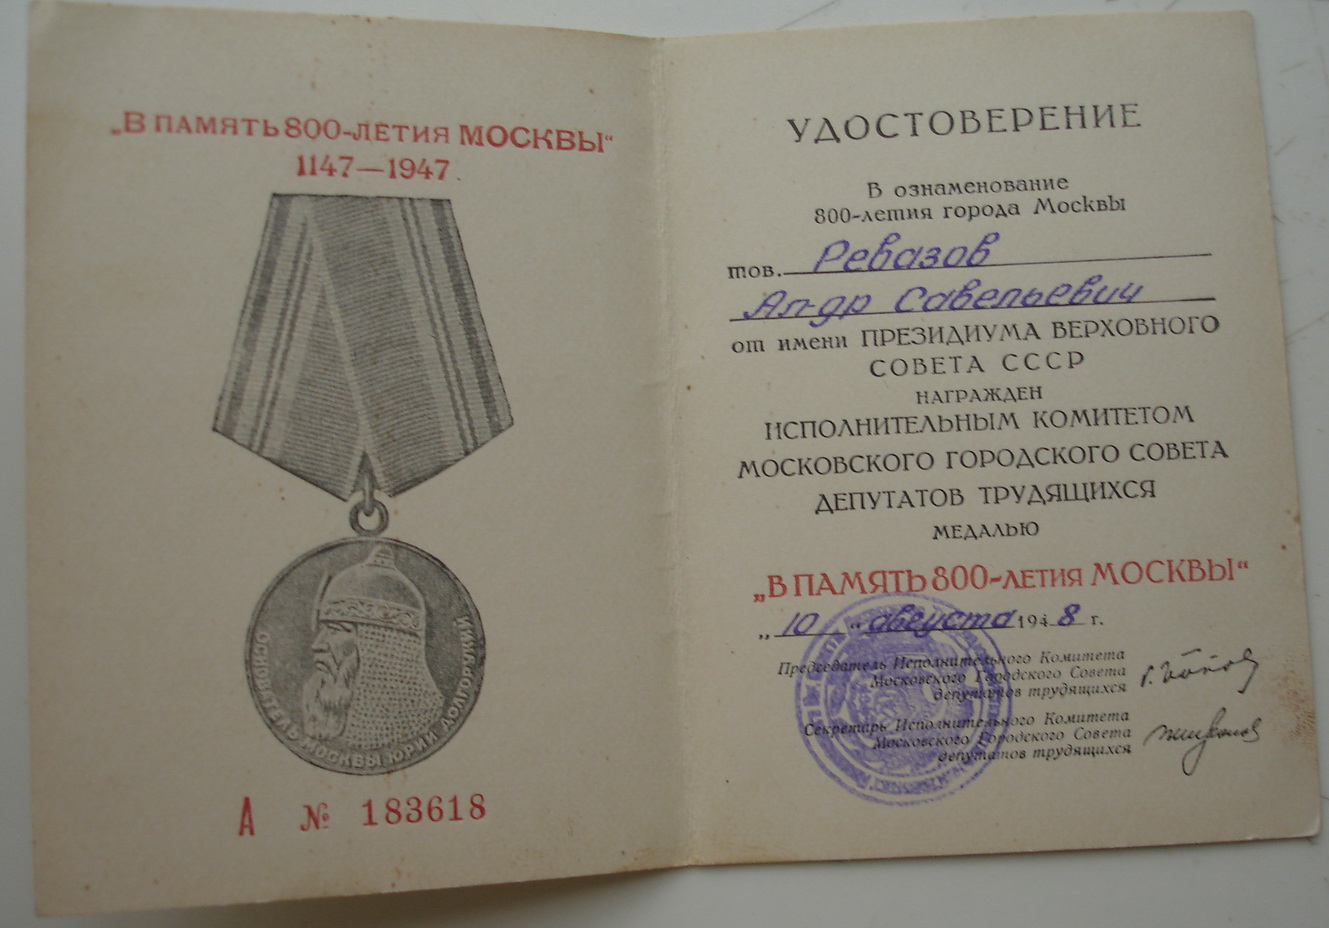 „В ПАМЯТЬ 800-ЛЕТИЯ МОСКВЫ“
1147—1947.
ОСНОВАТЕЛЬ МОСКВЫ ЮРИЙ ДОЛГОРУКИЙ
А № 183618
УДОСТОВЕРЕНИЕ
В ознаменование
800-летия города Москвы
тов. Ревазов
Ал-др Савельевич
от имени ПРЕЗИДИУМА ВЕРХОВНОГО
СОВЕТА СССР
НАГРАЖДЕН
ИСПОЛНИТЕЛЬНЫМ КОМИТЕТОМ
МОСКОВСКОГО ГОРОДСКОГО СОВЕТА
ДЕПУТАТОВ ТРУДЯЩИХСЯ
МЕДАЛЬЮ
„В ПАМЯТЬ 800-ЛЕТИЯ МОСКВЫ“
„10“ августа 1948 г.
Председатель Исполнительного Комитета
Московского Городского Совета
депутатов трудящихся
Г. Попов
Секретарь Исполнительного Комитета
Московского Городского Совета
депутатов трудящихся